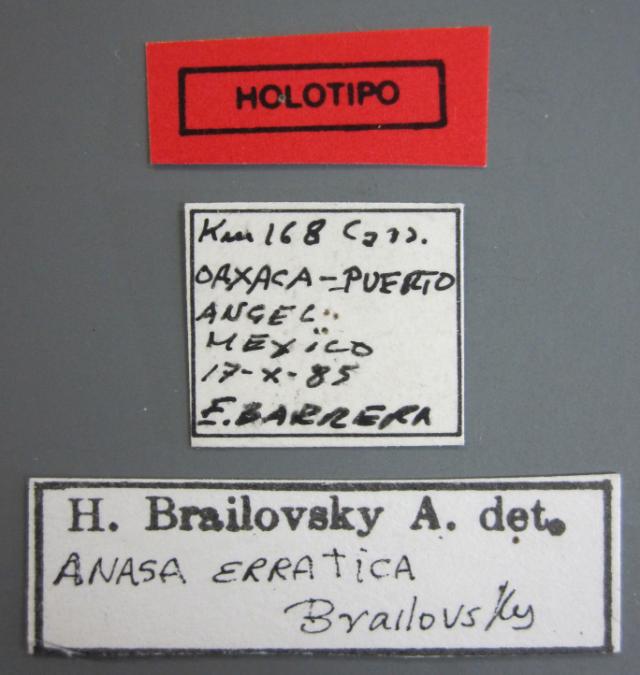 HOLOTIPO
Km 168 Carr.
OAXACA-PUERTO
ANGEL
MEXICO
17-X-85
E. BARRERA
H. Brailovsky A. det.
ANASA ERRATICA
Brailovsky